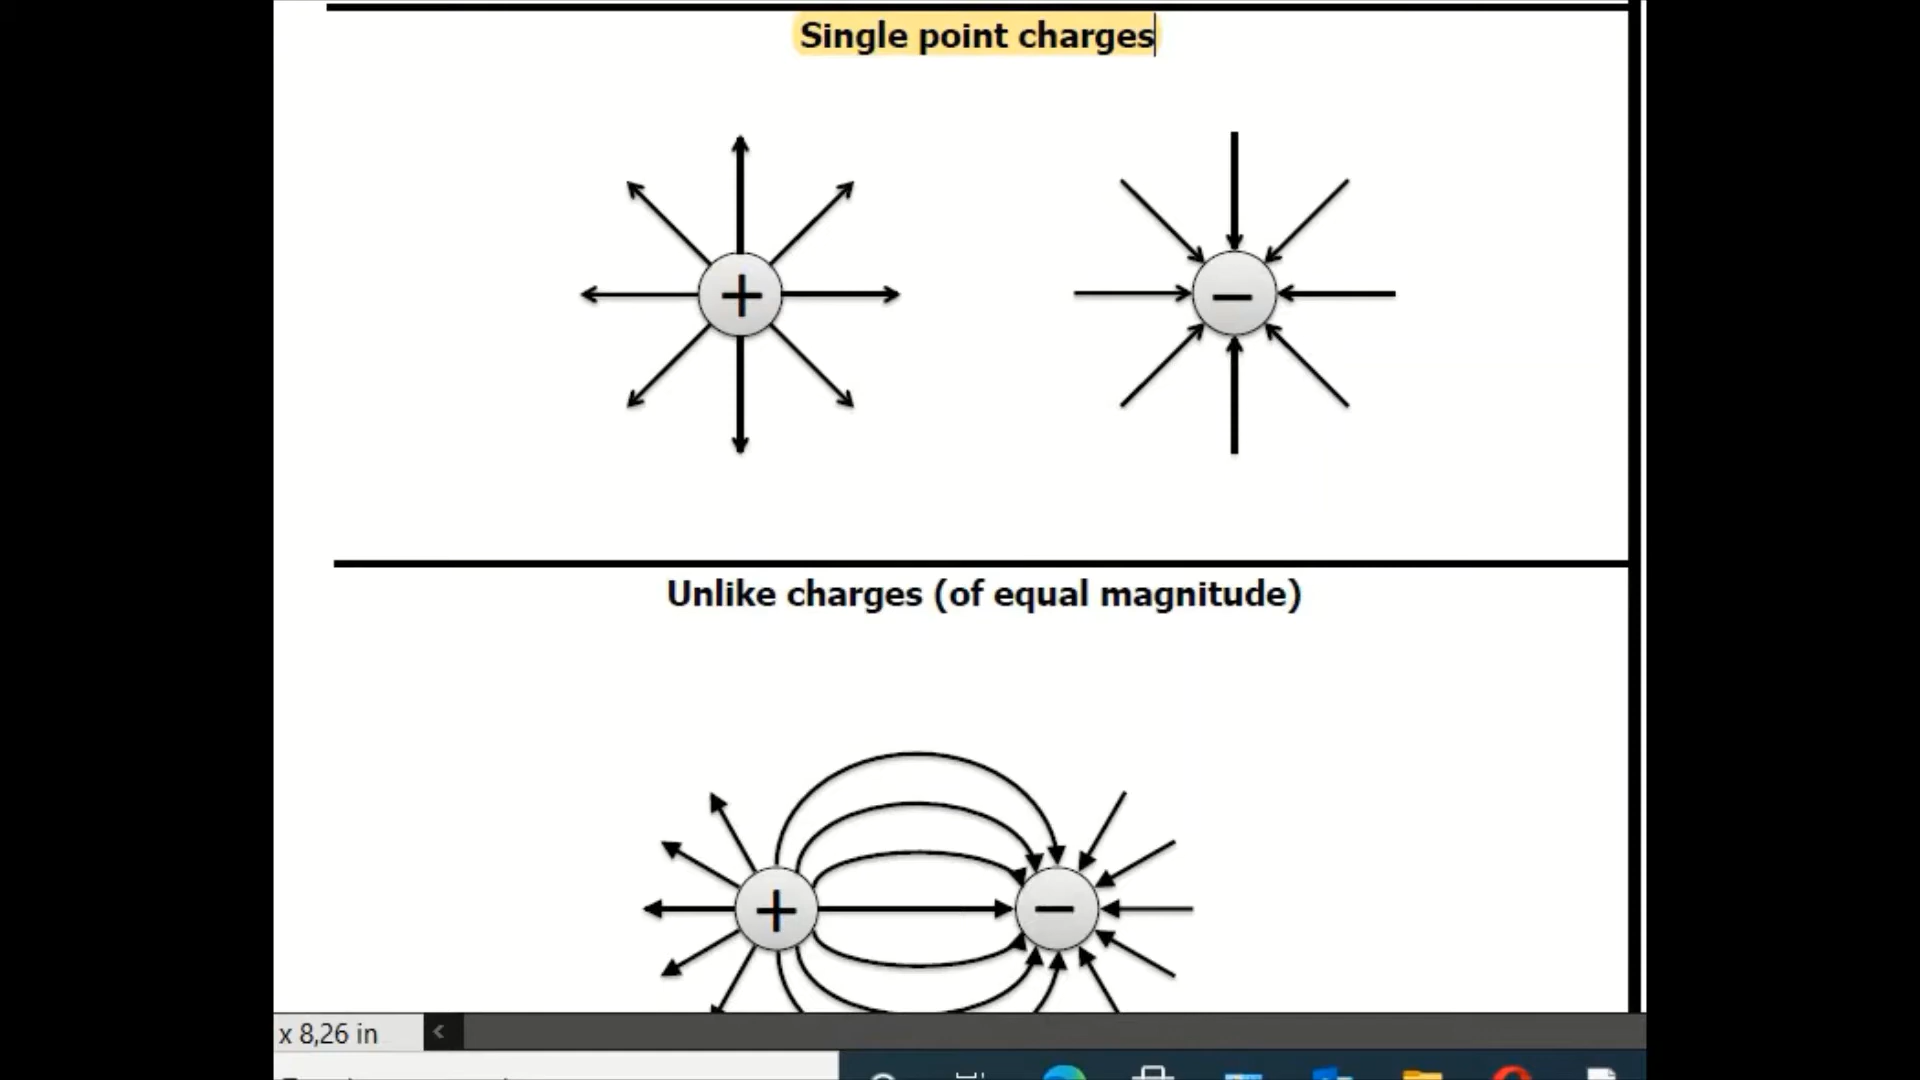 Single point charges
+
−
Unlike charges (of equal magnitude)
+
−
x 8,26 in
<